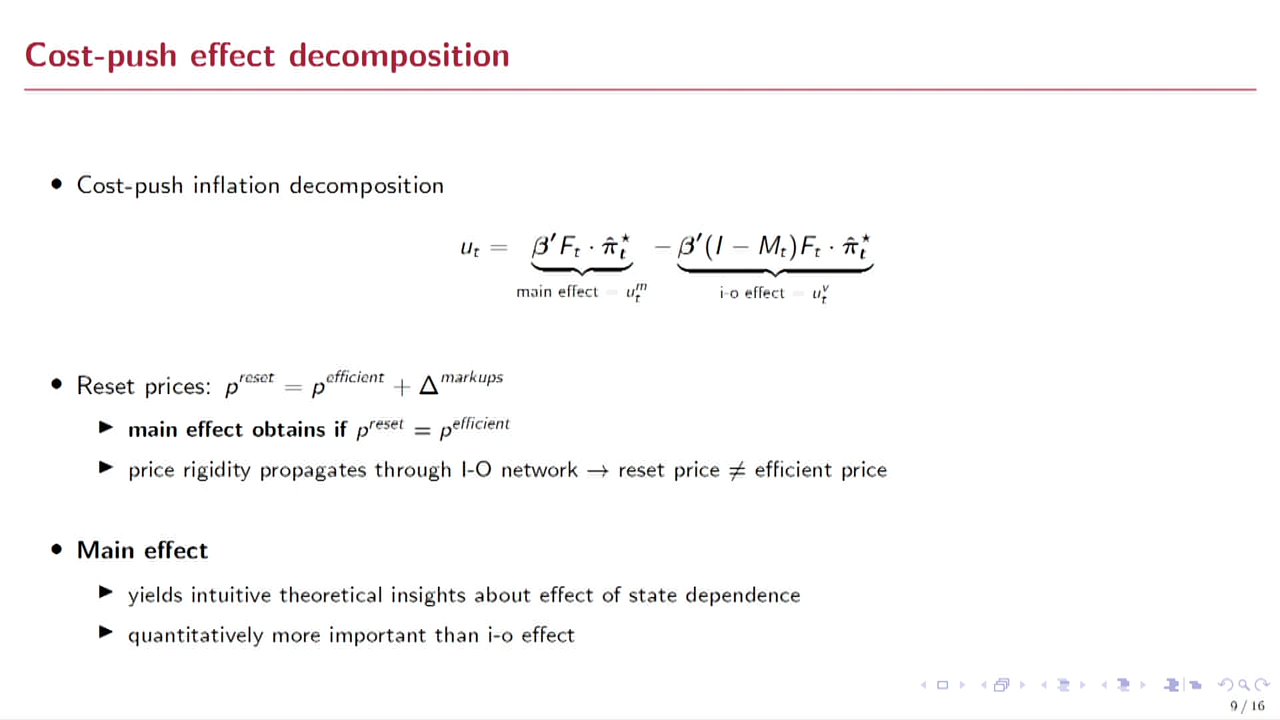 Cost-push effect decomposition
• Cost-push inflation decomposition
u_t = β′F_t · π̂_t^⋆ − β′(I − M_t)F_t · π̂_t^⋆
main effect = u_t^m i-o effect = u_t^v
• Reset prices: p^reset = p^efficient + Δ^markups
▶ main effect obtains if p^reset = p^efficient
▶ price rigidity propagates through I-O network → reset price ≠ efficient price
• Main effect
▶ yields intuitive theoretical insights about effect of state dependence
▶ quantitatively more important than i-o effect
9 / 16